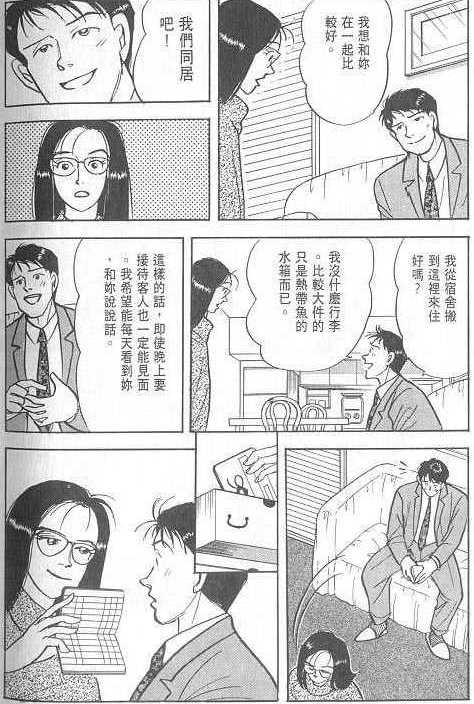 我想和妳
在一起比
較好。
我們同居
吧！
我從宿舍搬
到這裡來住
好嗎？
我沒什麼行李
。比較大件的
只是熱帶魚的
水箱而已。
這樣的話，即使晚上要
接待客人也一定能見面
。我希望能每天看到妳
，和妳說說話。